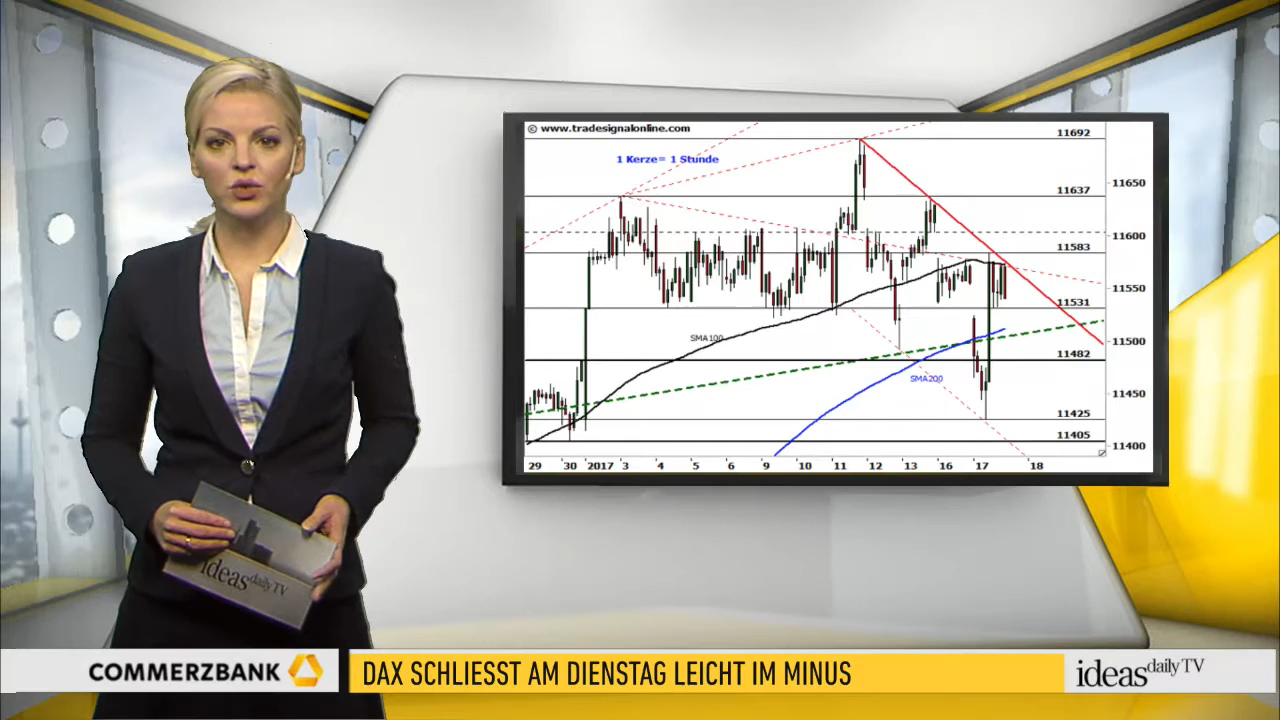 © www.tradesignalonline.com
1 Kerze= 1 Stunde
11692
11637
11583
11531
11482
11425
11405
SMA100
SMA200
11650
11600
11550
11500
11450
11400
29 30 2017 3 4 5 6 9 10 11 12 13 16 17 18
ideas daily TV
COMMERZBANK
DAX SCHLIESST AM DIENSTAG LEICHT IM MINUS
ideas daily TV